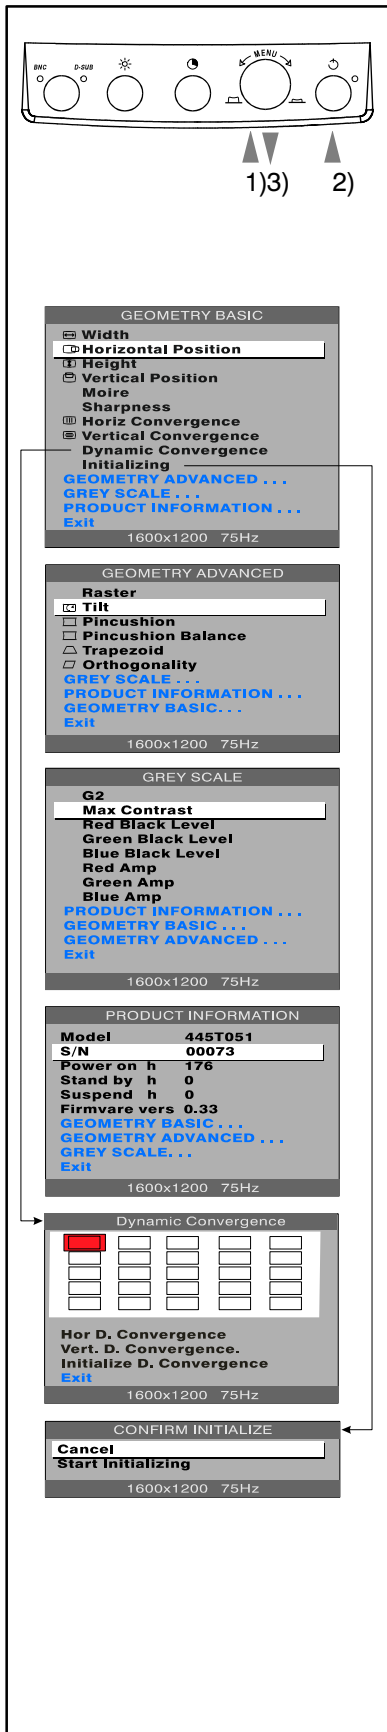 BNC D-SUB MENU
1)3) 2)
GEOMETRY BASIC
Width
Horizontal Position
Height
Vertical Position
Moire
Sharpness
Horiz Convergence
Vertical Convergence
Dynamic Convergence
Initializing
GEOMETRY ADVANCED . . .
GREY SCALE . . .
PRODUCT INFORMATION . . .
Exit
1600x1200 75Hz
GEOMETRY ADVANCED
Raster
Tilt
Pincushion
Pincushion Balance
Trapezoid
Orthogonality
GREY SCALE . . .
PRODUCT INFORMATION . . .
GEOMETRY BASIC. . .
Exit
1600x1200 75Hz
GREY SCALE
G2
Max Contrast
Red Black Level
Green Black Level
Blue Black Level
Red Amp
Green Amp
Blue Amp
PRODUCT INFORMATION . . .
GEOMETRY BASIC . . .
GEOMETRY ADVANCED . . .
Exit
1600x1200 75Hz
PRODUCT INFORMATION
Model 445T051
S/N 00073
Power on h 176
Stand by h 0
Suspend h 0
Firmvare vers 0.33
GEOMETRY BASIC . . .
GEOMETRY ADVANCED . . .
GREY SCALE. . .
Exit
1600x1200 75Hz
Dynamic Convergence
Hor D. Convergence
Vert. D. Convergence.
Initialize D. Convergence
Exit
1600x1200 75Hz
CONFIRM INITIALIZE
Cancel
Start Initializing
1600x1200 75Hz